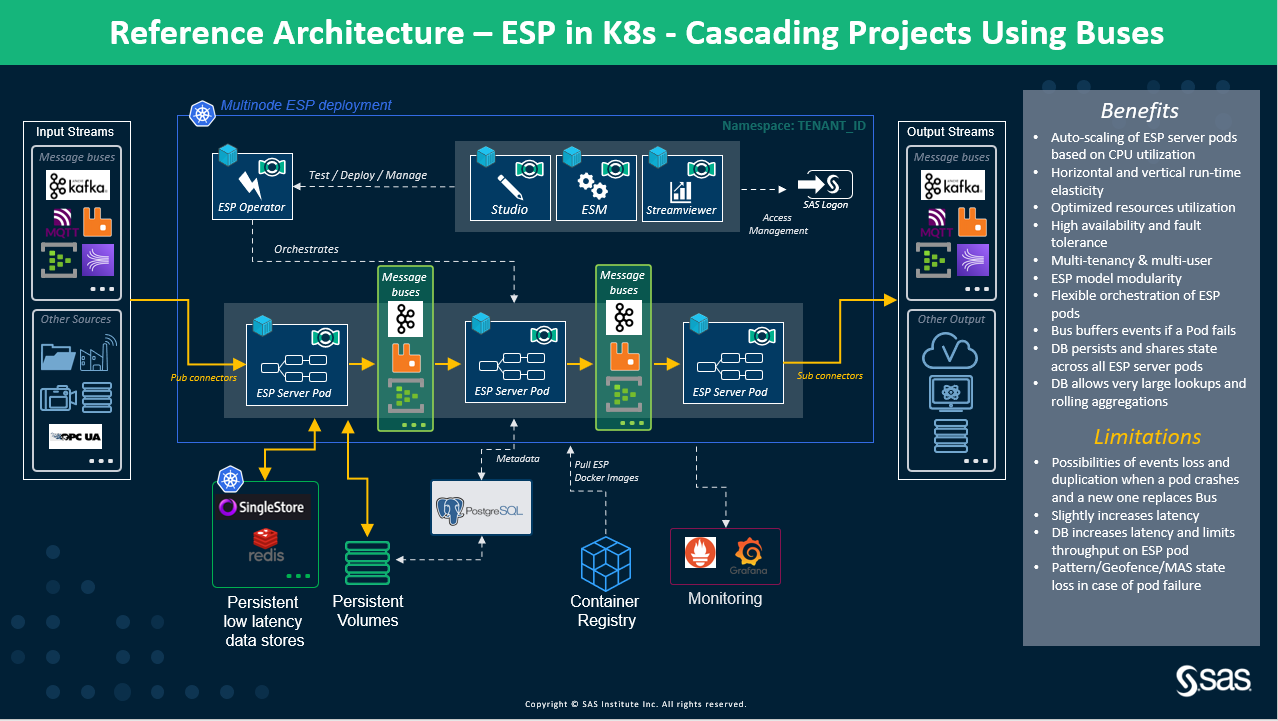 Reference Architecture – ESP in K8s - Cascading Projects Using Buses
Multinode ESP deployment
Namespace: TENANT_ID
Input Streams
Message buses
APACHE kafka®
MQTT
Other Sources
OPC UA
Pub connectors
ESP Operator
Test / Deploy / Manage
Studio
ESM
Streamviewer
Access
Management
SAS Logon
Orchestrates
Message
buses
Message
buses
ESP Server Pod
ESP Server Pod
ESP Server Pod
Sub connectors
Output Streams
Message buses
APACHE kafka®
MQTT
Other Output
Metadata
Pull ESP
Docker Images
SingleStore
redis
PostgreSQL
Grafana
Persistent
low latency
data stores
Persistent
Volumes
Container
Registry
Monitoring
Benefits
• Auto-scaling of ESP server pods
based on CPU utilization
• Horizontal and vertical run-time
elasticity
• Optimized resources utilization
• High availability and fault
tolerance
• Multi-tenancy & multi-user
• ESP model modularity
• Flexible orchestration of ESP
pods
• Bus buffers events if a Pod fails
• DB persists and shares state
across all ESP server pods
• DB allows very large lookups and
rolling aggregations
Limitations
• Possibilities of events loss and
duplication when a pod crashes
and a new one replaces Bus
• Slightly increases latency
• DB increases latency and limits
throughput on ESP pod
• Pattern/Geofence/MAS state
loss in case of pod failure
sas
Copyright © SAS Institute Inc. All rights reserved.